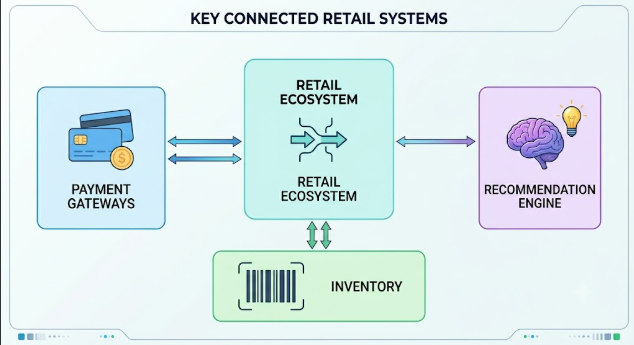 KEY CONNECTED RETAIL SYSTEMS
RETAIL
ECOSYSTEM
RETAIL
ECOSYSTEM
PAYMENT
GATEWAYS
RECOMMENDATION
ENGINE
INVENTORY